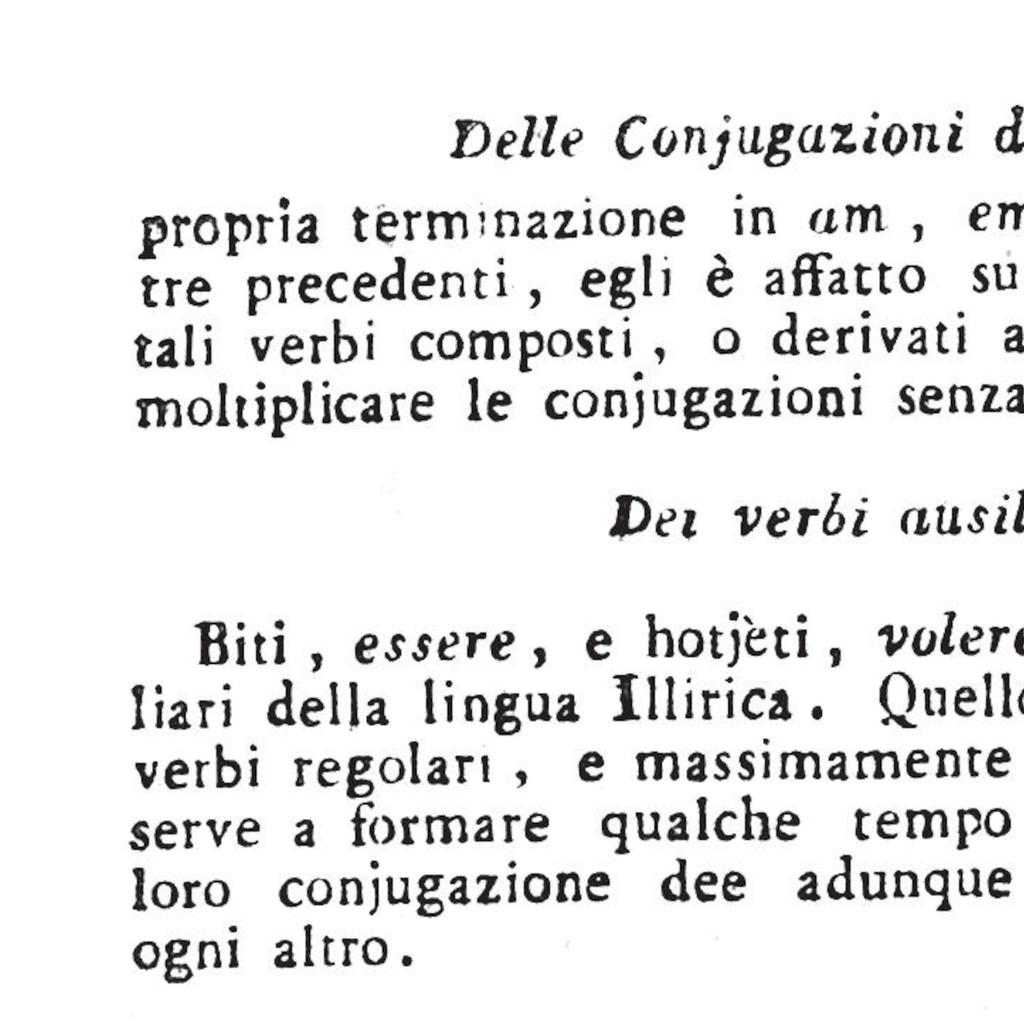 Delle Conjugazioni
propria terminazione in am, em
tre precedenti, egli è affatto su
tali verbi composti, o derivati a
moltiplicare le conjugazioni senza
Dei verbi ausil
Biti, essere, e hotjèti, volere
liari della lingua Illirica. Quello
verbi regolari, e massimamente
serve a formare qualche tempo
loro conjugazione dee adunque
ogni altro.